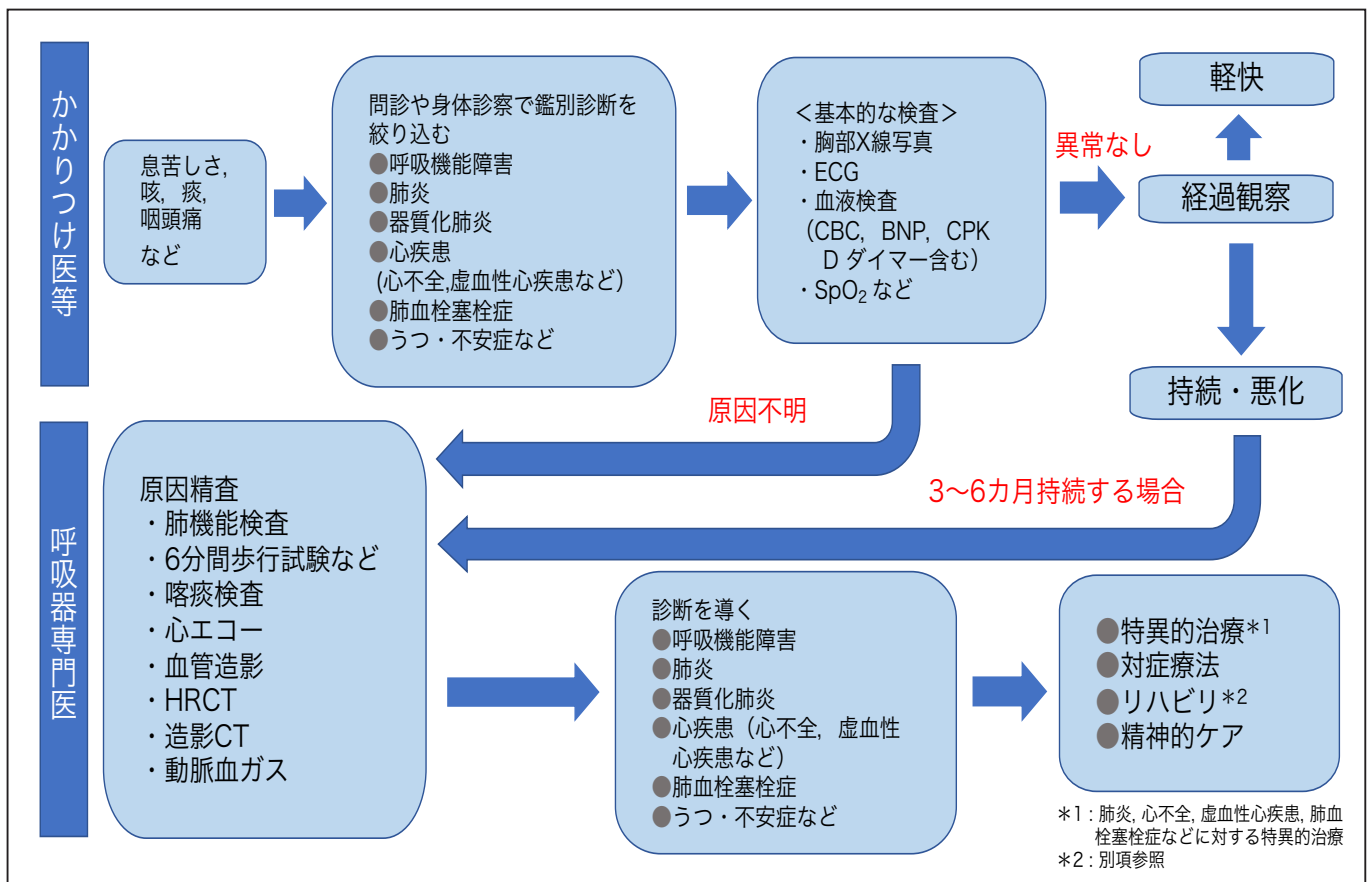 かかりつけ医等
息苦しさ,
咳，痰,
咽頭痛
など
問診や身体診察で鑑別診断を
絞り込む
●呼吸機能障害
●肺炎
●器質化肺炎
●心疾患
(心不全,虚血性心疾患など）
●肺血栓塞栓症
●うつ・不安症など
＜基本的な検査＞
・胸部X線写真
・ECG
・血液検査
（CBC，BNP，CPK
D ダイマー含む）
・SpO₂ など
異常なし
軽快
経過観察
持続・悪化
原因不明
3〜6カ月持続する場合
呼吸器専門医
原因精査
・肺機能検査
・6分間歩行試験など
・喀痰検査
・心エコー
・血管造影
・HRCT
・造影CT
・動脈血ガス
診断を導く
●呼吸機能障害
●肺炎
●器質化肺炎
●心疾患（心不全，虚血性
心疾患など）
●肺血栓塞栓症
●うつ・不安症など
●特異的治療*1
●対症療法
●リハビリ*2
●精神的ケア
＊1：肺炎, 心不全, 虚血性心疾患, 肺血
栓塞栓症などに対する特異的治療
＊2：別項参照